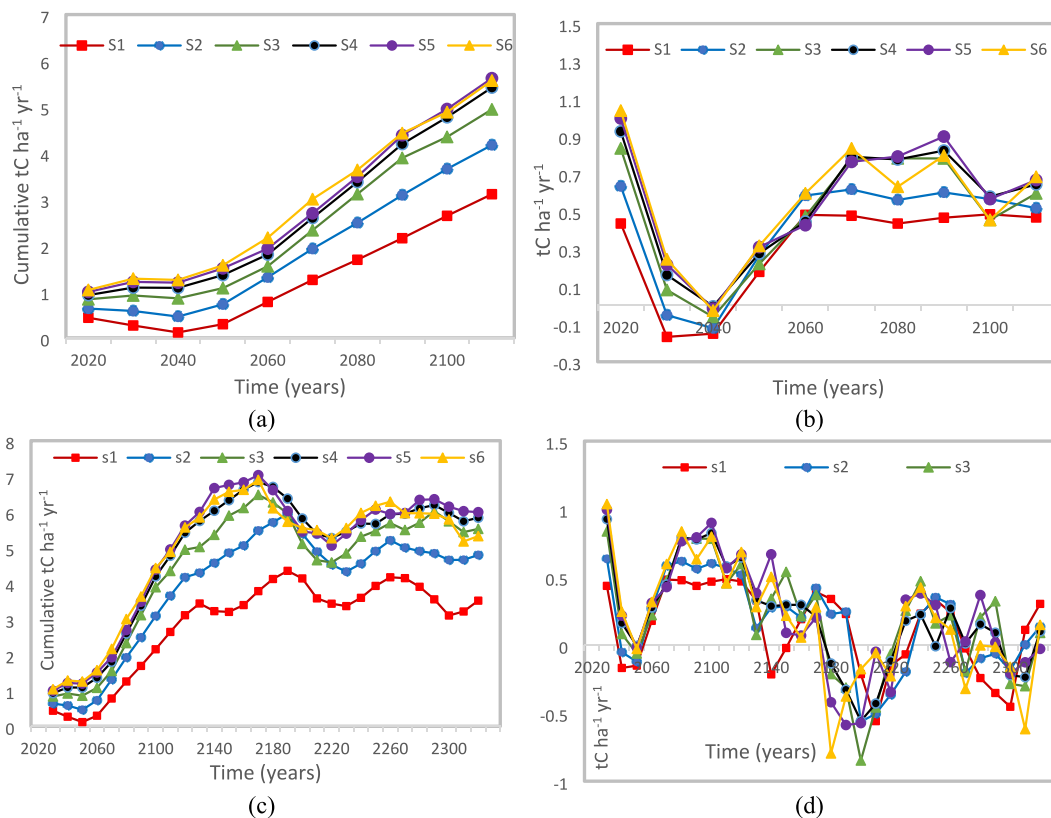 7
6
5
4
3
2
1
0
Cumulative tC ha-1 yr-1
S1 S2 S3 S4 S5 S6
2020 2040 2060 2080 2100
Time (years)
(a)
1.5
1.3
1.1
0.9
0.7
0.5
0.3
0.1
-0.1
-0.3
tC ha-1 yr-1
S1 S2 S3 S4 S5 S6
2020 2040 2060 2080 2100
Time (years)
(b)
8
7
6
5
4
3
2
1
0
Cumulative tC ha-1 yr-1
s1 s2 s3 s4 s5 s6
2020 2060 2100 2140 2180 2220 2260 2300
Time (years)
(c)
1.5
1
0.5
0
-0.5
-1
tC ha-1 yr-1
s1 s2 s3
2020 2060 2100 2140 2180 2220 2260 2300
Time (years)
(d)